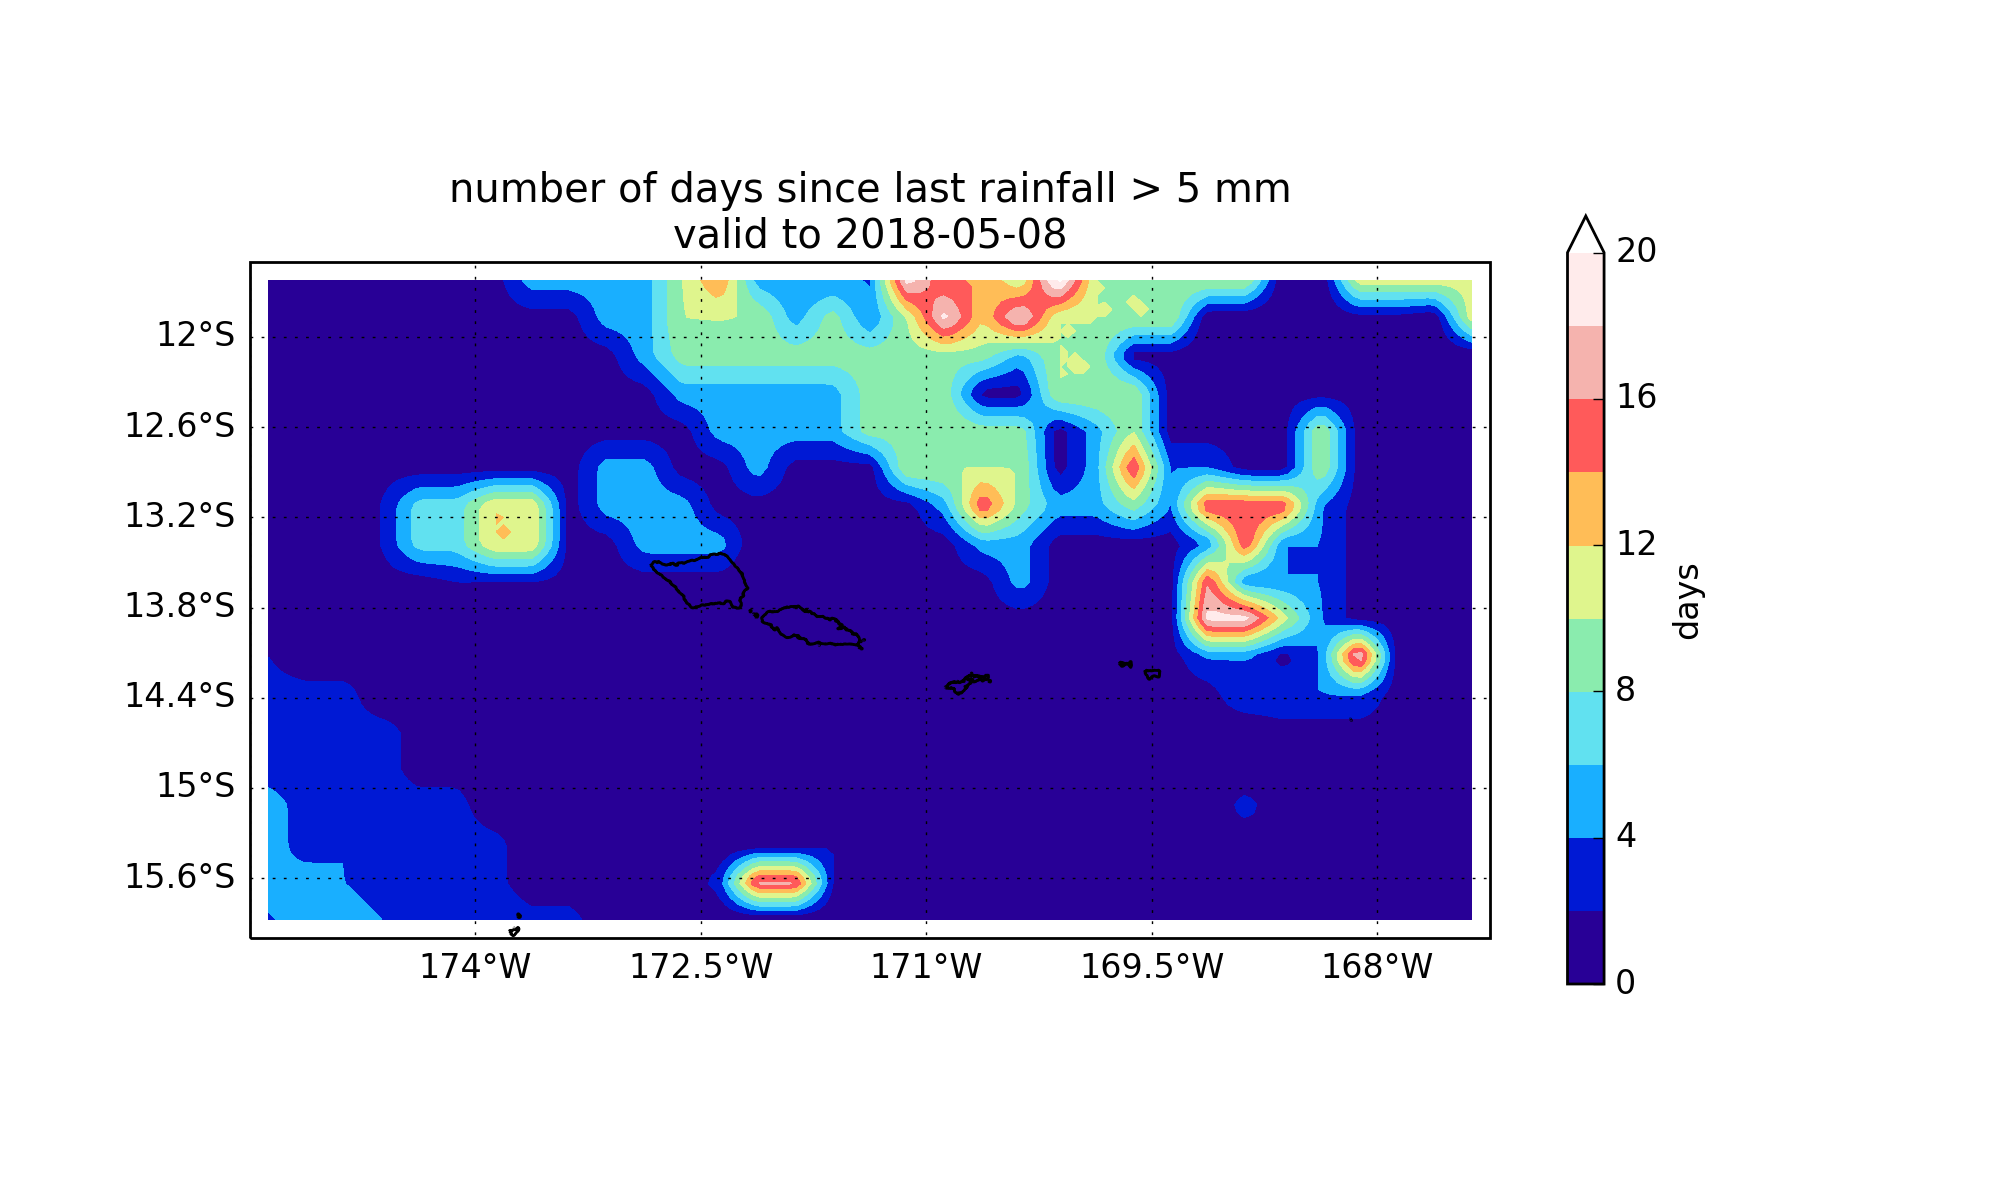 number of days since last rainfall > 5 mm
valid to 2018-05-08
12°S
12.6°S
13.2°S
13.8°S
14.4°S
15°S
15.6°S
174°W
172.5°W
171°W
169.5°W
168°W
20
16
12
8
4
0
days